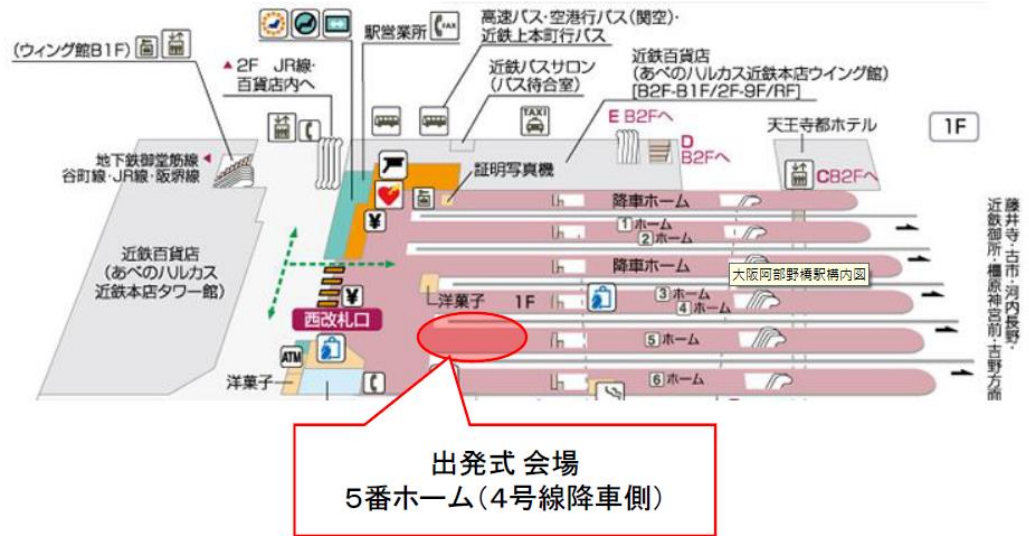 高速バス・空港行バス(関空)・
近鉄上本町行バス
駅営業所
FAX
(ウィング館B1F)
▲2F JR線・
百貨店内へ
近鉄バスサロン
(バス待合室)
近鉄百貨店
(あべのハルカス近鉄本店ウイング館)
[B2F-B1F/2F-9F/RF]
1F
TAXI
E B2Fへ
D
B2Fへ
天王寺都ホテル
CB2Fへ
地下鉄御堂筋線◀
谷町線・JR線・阪堺線
証明写真機
降車ホーム
1ホーム
2ホーム
¥
近鉄百貨店
(あべのハルカス
近鉄本店タワー館)
降車ホーム
大阪阿部野橋駅構内図
¥
洋菓子
1F
3ホーム
4ホーム
西改札口
5ホーム
ATM
洋菓子
6ホーム
藤井寺・古市・河内長野・
近鉄御所・橿原神宮前・吉野方面
出発式 会場
5番ホーム(4号線降車側)